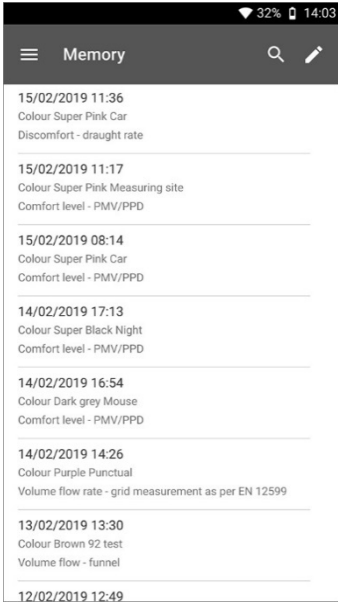 32% 14:03
Memory
15/02/2019 11:36
Colour Super Pink Car
Discomfort - draught rate
15/02/2019 11:17
Colour Super Pink Measuring site
Comfort level - PMV/PPD
15/02/2019 08:14
Colour Super Pink Car
Comfort level - PMV/PPD
14/02/2019 17:13
Colour Super Black Night
Comfort level - PMV/PPD
14/02/2019 16:54
Colour Dark grey Mouse
Comfort level - PMV/PPD
14/02/2019 14:26
Colour Purple Punctual
Volume flow rate - grid measurement as per EN 12599
13/02/2019 13:30
Colour Brown 92 test
Volume flow - funnel
12/02/2019 12:49